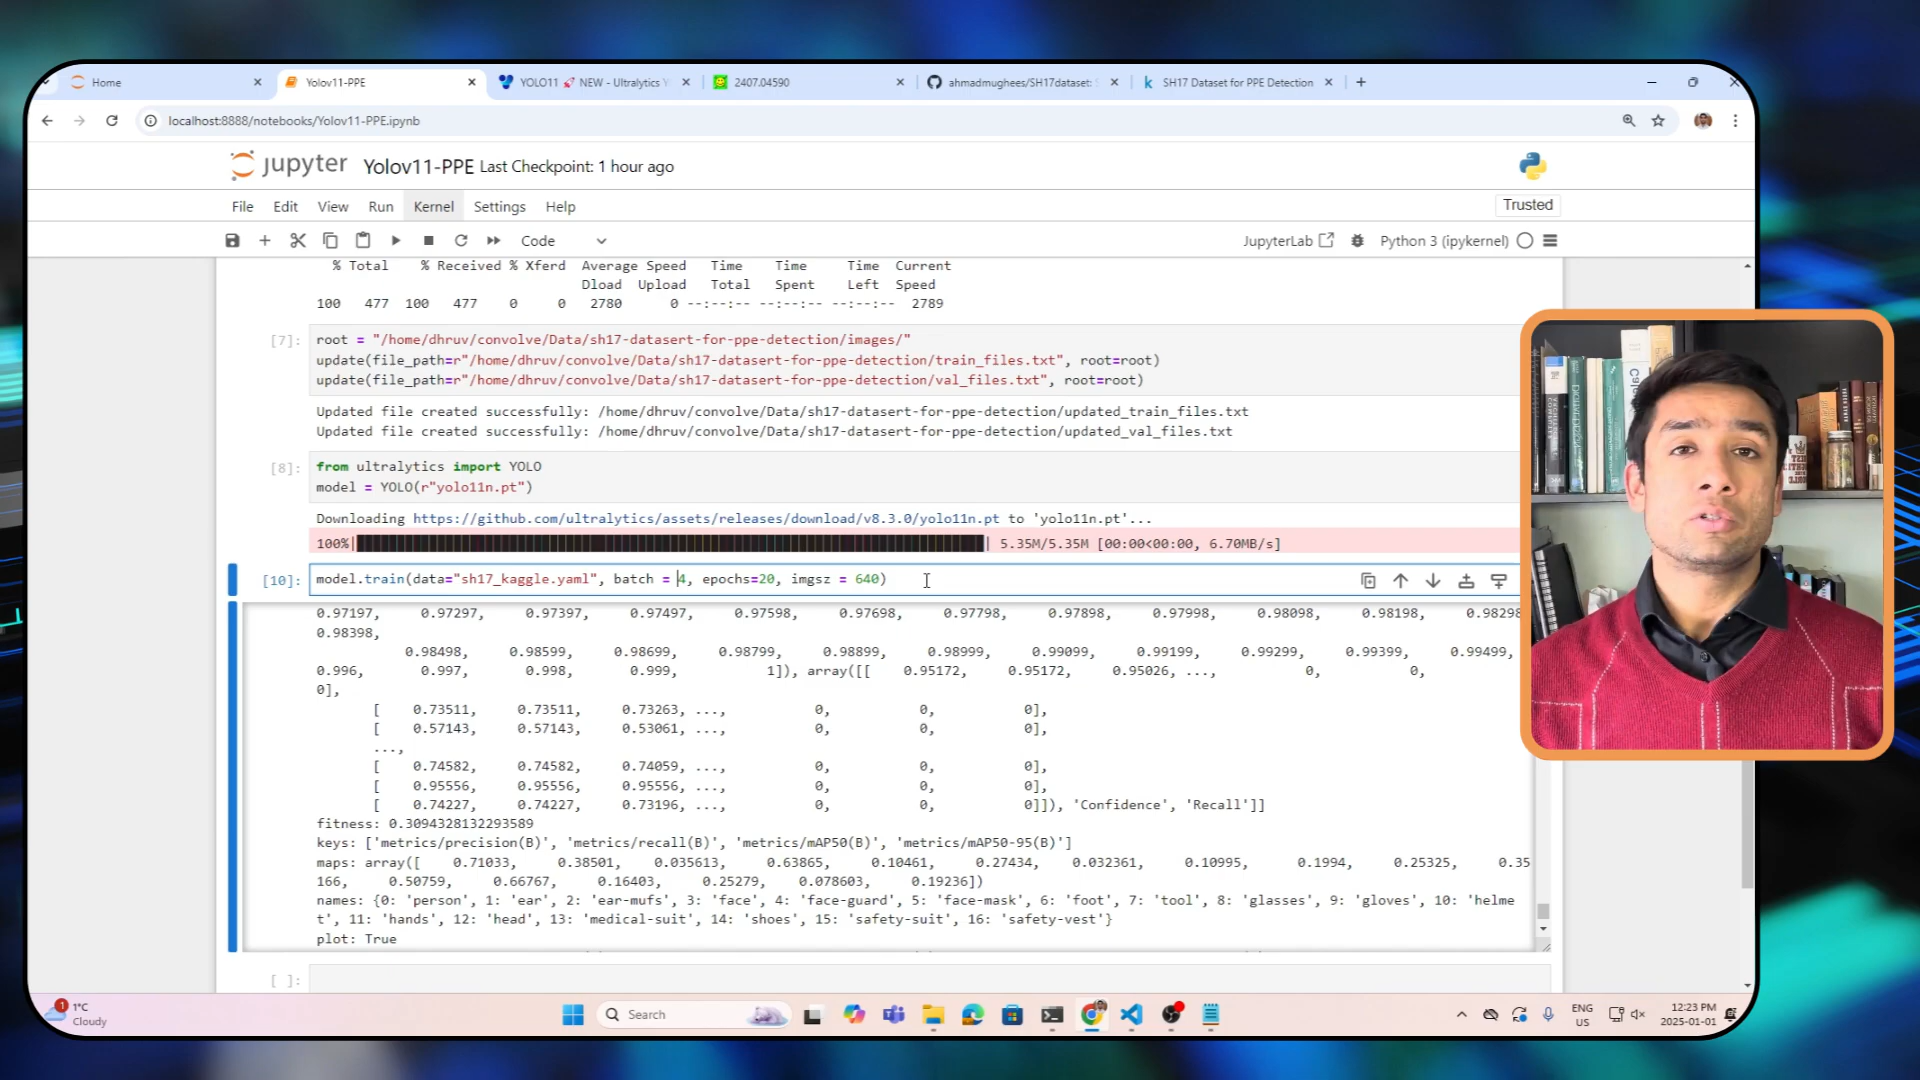 Home
Yolov11-PPE
YOLO11 🚀 NEW - Ultralytics Y
2407.04590
ahmadmughees/SH17dataset: S
SH17 Dataset for PPE Detection
localhost:8888/notebooks/Yolov11-PPE.ipynb
jupyter Yolov11-PPE Last Checkpoint: 1 hour ago
File Edit View Run Kernel Settings Help
Trusted
Code
JupyterLab
Python 3 (ipykernel)
% Total % Received % Xferd Average Speed Time Time Time Current
Dload Upload Total Spent Left Speed
100 477 100 477 0 0 2780 0 --:--:-- --:--:-- --:--:-- 2789
[7]: root = "/home/dhruv/convolve/Data/sh17-datasert-for-ppe-detection/images/"
update(file_path=r"/home/dhruv/convolve/Data/sh17-datasert-for-ppe-detection/train_files.txt", root=root)
update(file_path=r"/home/dhruv/convolve/Data/sh17-datasert-for-ppe-detection/val_files.txt", root=root)
Updated file created successfully: /home/dhruv/convolve/Data/sh17-datasert-for-ppe-detection/updated_train_files.txt
Updated file created successfully: /home/dhruv/convolve/Data/sh17-datasert-for-ppe-detection/updated_val_files.txt
[8]: from ultralytics import YOLO
model = YOLO(r"yolo11n.pt")
Downloading https://github.com/ultralytics/assets/releases/download/v8.3.0/yolo11n.pt to 'yolo11n.pt'...
100%| | 5.35M/5.35M [00:00<00:00, 6.70MB/s]
[10]: model.train(data="sh17_kaggle.yaml", batch = 4, epochs=20, imgsz = 640)
0.97197, 0.97297, 0.97397, 0.97497, 0.97598, 0.97698, 0.97798, 0.97898, 0.97998, 0.98098, 0.98198, 0.98298
0.98398,
0.98498, 0.98599, 0.98699, 0.98799, 0.98899, 0.98999, 0.99099, 0.99199, 0.99299, 0.99399, 0.99499,
0.996, 0.997, 0.998, 0.999, 1]), array([[ 0.95172, 0.95172, 0.95026, ..., 0, 0,
0],
[ 0.73511, 0.73511, 0.73263, ..., 0, 0, 0],
[ 0.57143, 0.57143, 0.53061, ..., 0, 0, 0],
...,
[ 0.74582, 0.74582, 0.74059, ..., 0, 0, 0],
[ 0.95556, 0.95556, 0.95556, ..., 0, 0, 0],
[ 0.74227, 0.74227, 0.73196, ..., 0, 0, 0]]), 'Confidence', 'Recall']]
fitness: 0.3094328132293589
keys: ['metrics/precision(B)', 'metrics/recall(B)', 'metrics/mAP50(B)', 'metrics/mAP50-95(B)']
maps: array([ 0.71033, 0.38501, 0.035613, 0.63865, 0.10461, 0.27434, 0.032361, 0.10995, 0.1994, 0.25325, 0.35
166, 0.50759, 0.66767, 0.16403, 0.25279, 0.078603, 0.19236])
names: {0: 'person', 1: 'ear', 2: 'ear-mufs', 3: 'face', 4: 'face-guard', 5: 'face-mask', 6: 'foot', 7: 'tool', 8: 'glasses', 9: 'gloves', 10: 'helme
t', 11: 'hands', 12: 'head', 13: 'medical-suit', 14: 'shoes', 15: 'safety-suit', 16: 'safety-vest'}
plot: True
[ ]:
1
1°C
Cloudy
Search
ENG
US
12:23 PM
2025-01-01